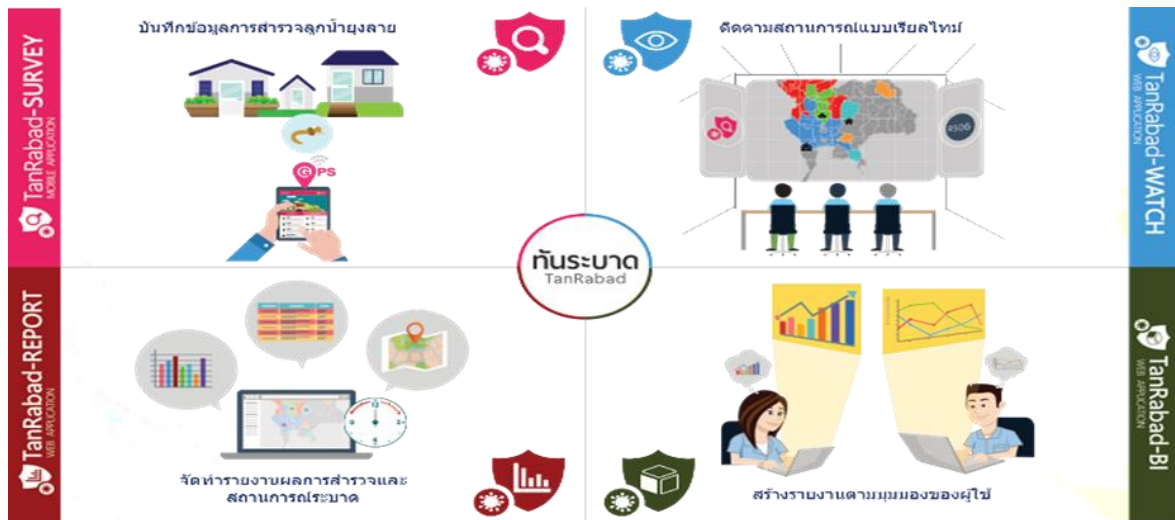 TanRabad-SURVEY
MOBILE APPLICATION
บันทึกข้อมูลการสำรวจลูกน้ำยุงลาย
GPS
ติดตามสถานการณ์แบบเรียลไทม์
R506
TanRabad-WATCH
WEB APPLICATION
ทันระบาด
TanRabad
TanRabad-REPORT
WEB APPLICATION
12
จัดทำรายงานผลการสำรวจและ
สถานการณ์ระบาด
สร้างรายงานตามมุมมองของผู้ใช้
TanRabad-BI
WEB APPLICATION